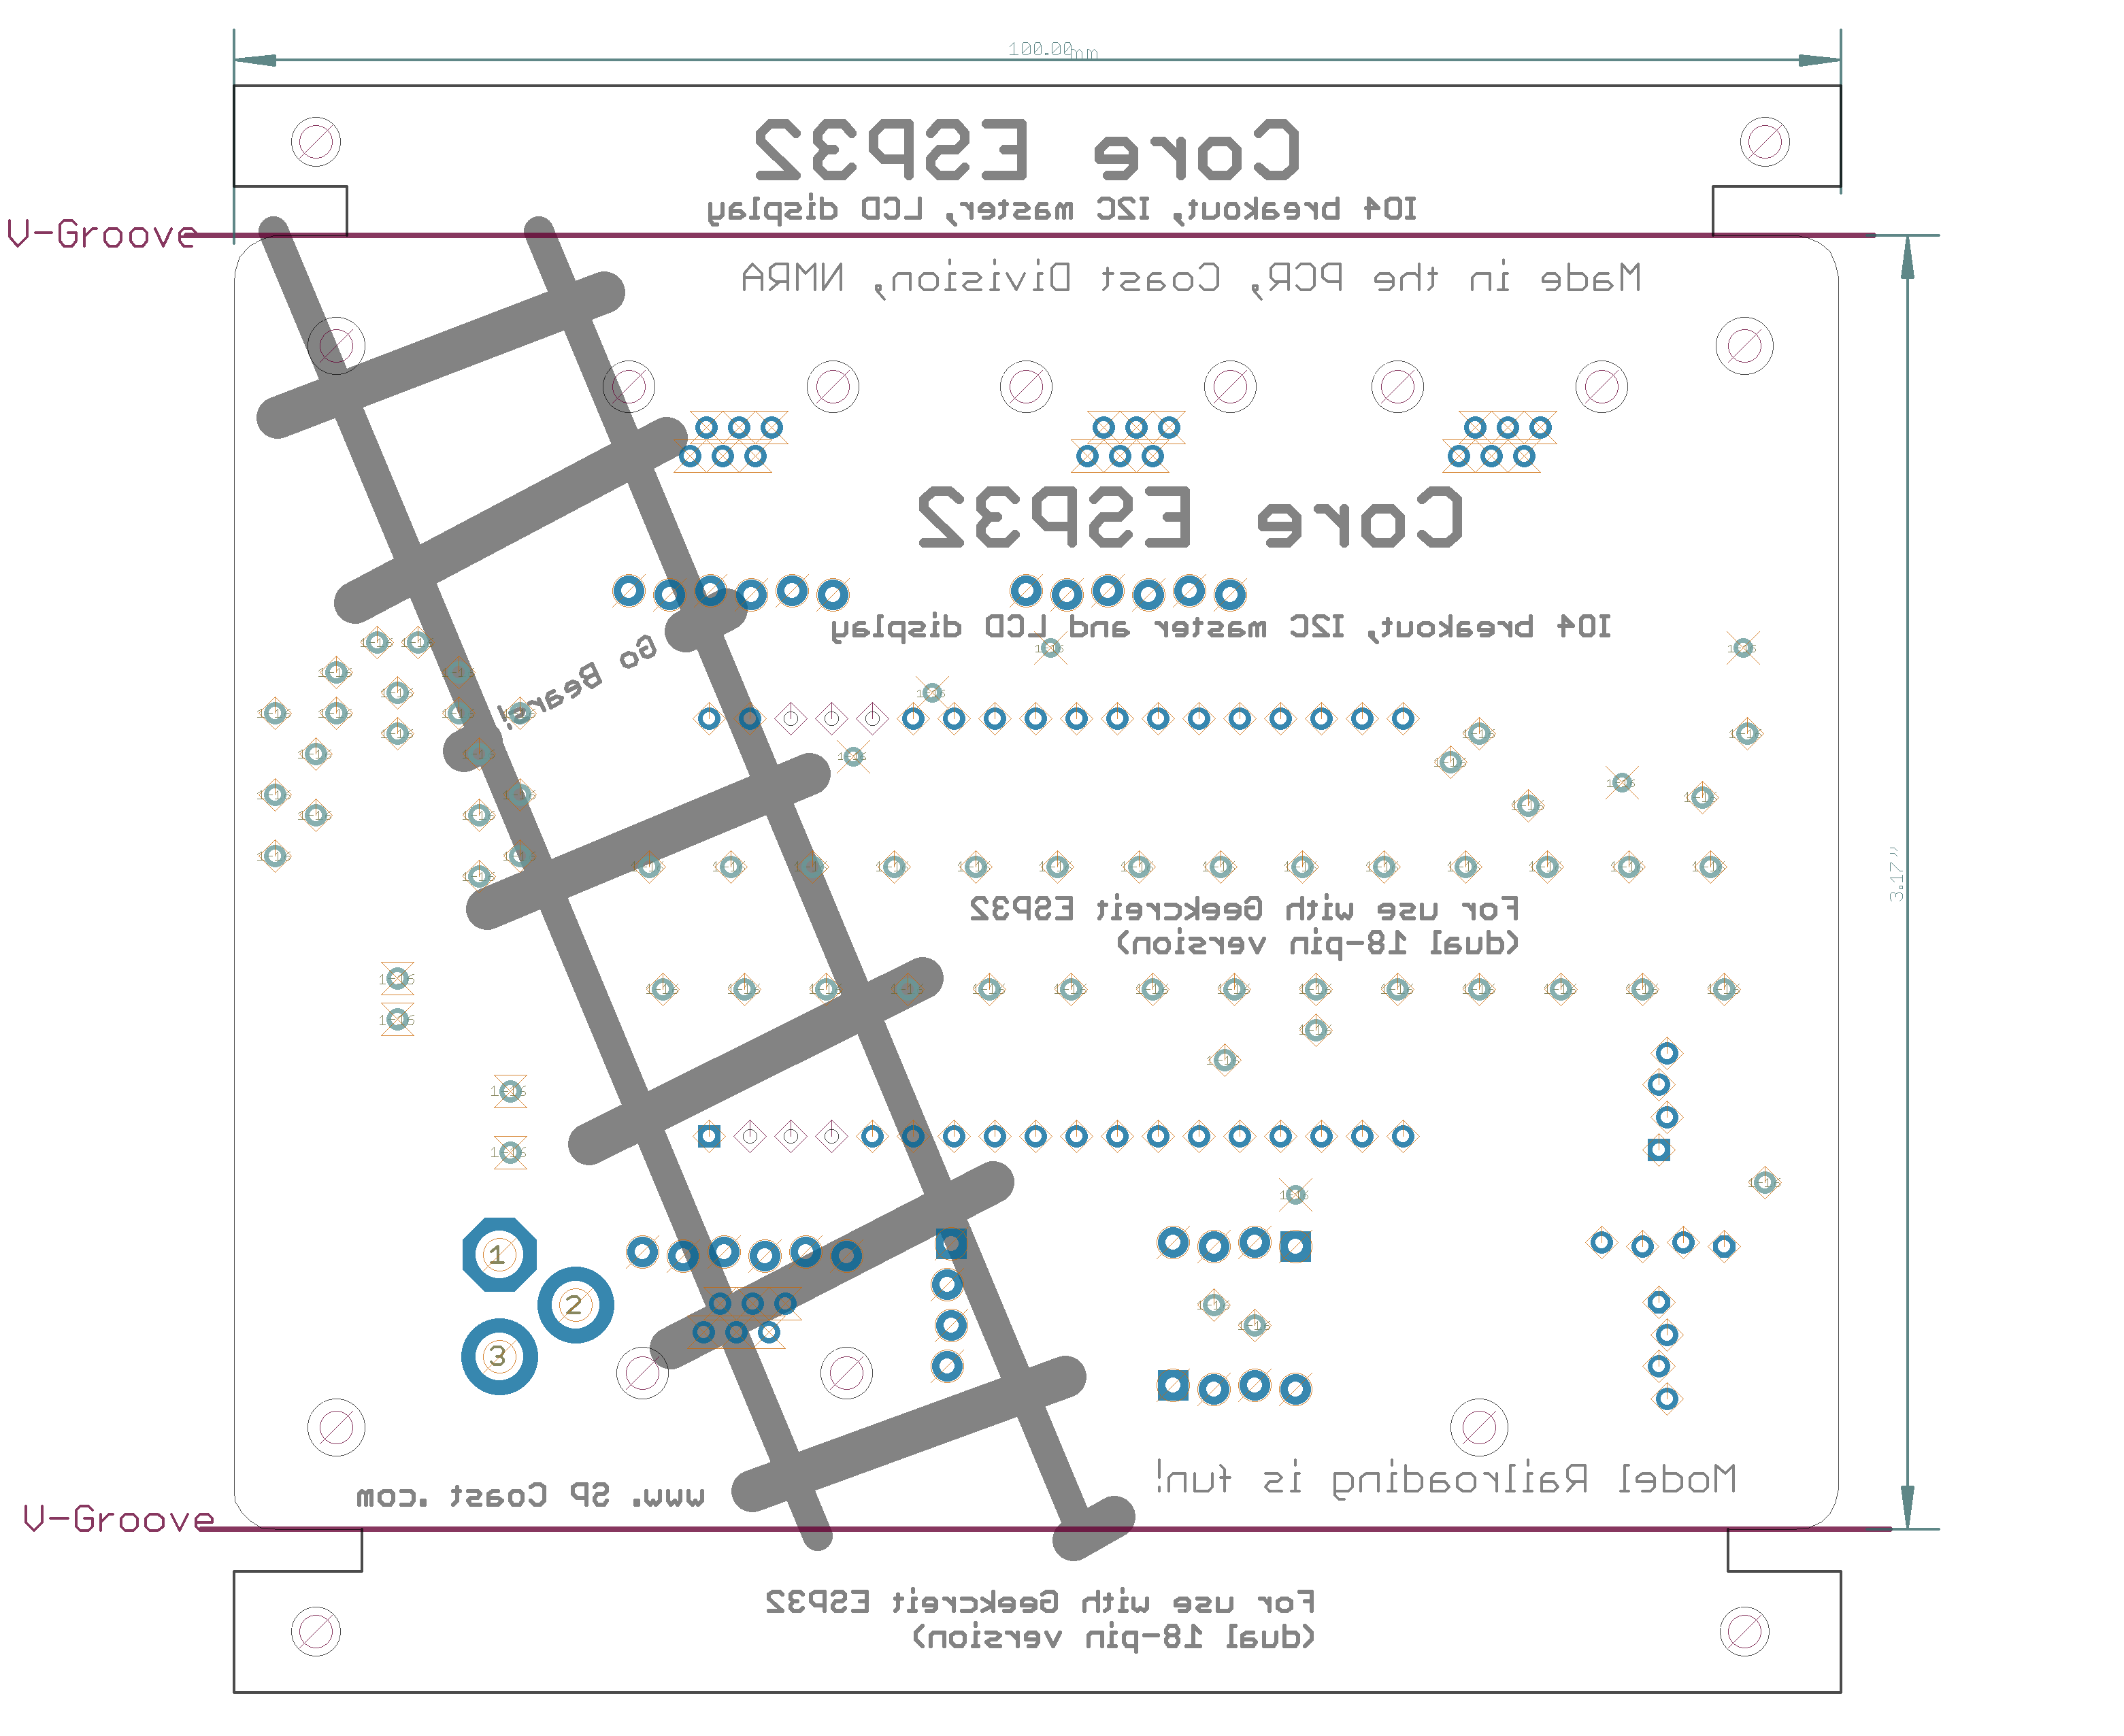 100.00mm
Core ESP32
IO4 breakout, I2C master, LCD display
V-Groove
Made in the PCR, Coast Division, NMRA
Core ESP32
IO4 breakout, I2C master and LCD display
Go Bears!
3.17"
For use with Geekcreit ESP32
(dual 18-pin version)
1
2
3
Model Railroading is fun!
www. SP Coast .com
V-Groove
For use with Geekcreit ESP32
(dual 18-pin version)